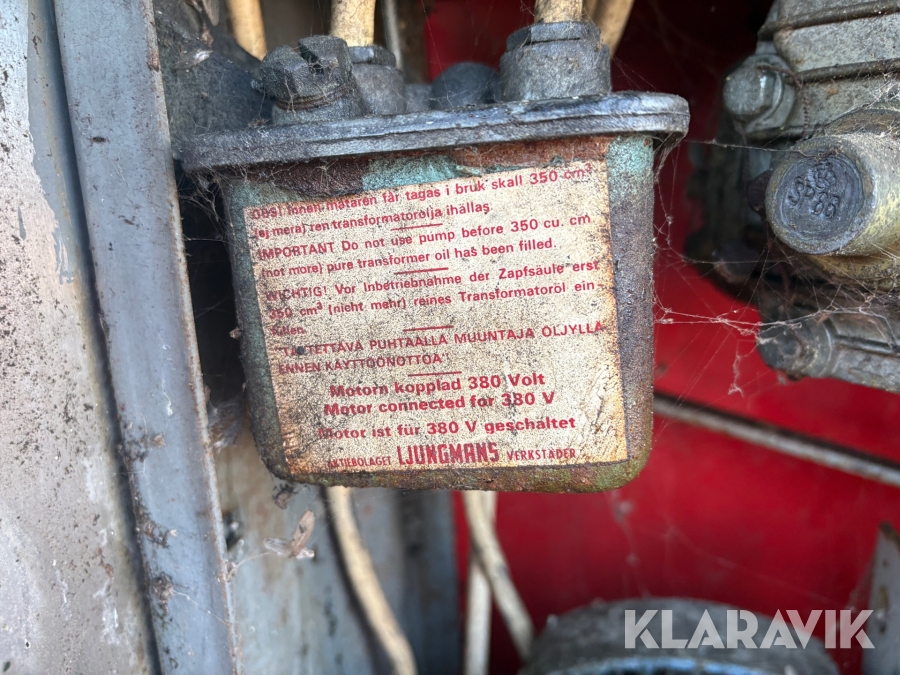 OBS! Innan mätaren får tagas i bruk skall 350 cm³
(ej mera) ren transformatorolja ihällas.
IMPORTANT Do not use pump before 350 cu. cm
(not more) pure transformer oil has been filled.
WICHTIG! Vor Inbetriebnahme der Zapfsäule erst
350 cm³ (nicht mehr) reines Transformatoröl ein-
füllen.
TÄYTETTÄVÄ PUHTAALLA MUUNTAJA ÖLJYLLÄ
ENNEN KÄYTTÖÖNOTTOA
Motorn kopplad 380 Volt
Motor connected for 380 V
Motor ist für 380 V geschaltet
AKTIEBOLAGET LJUNGMANS VERKSTÄDER
KLARAVIK